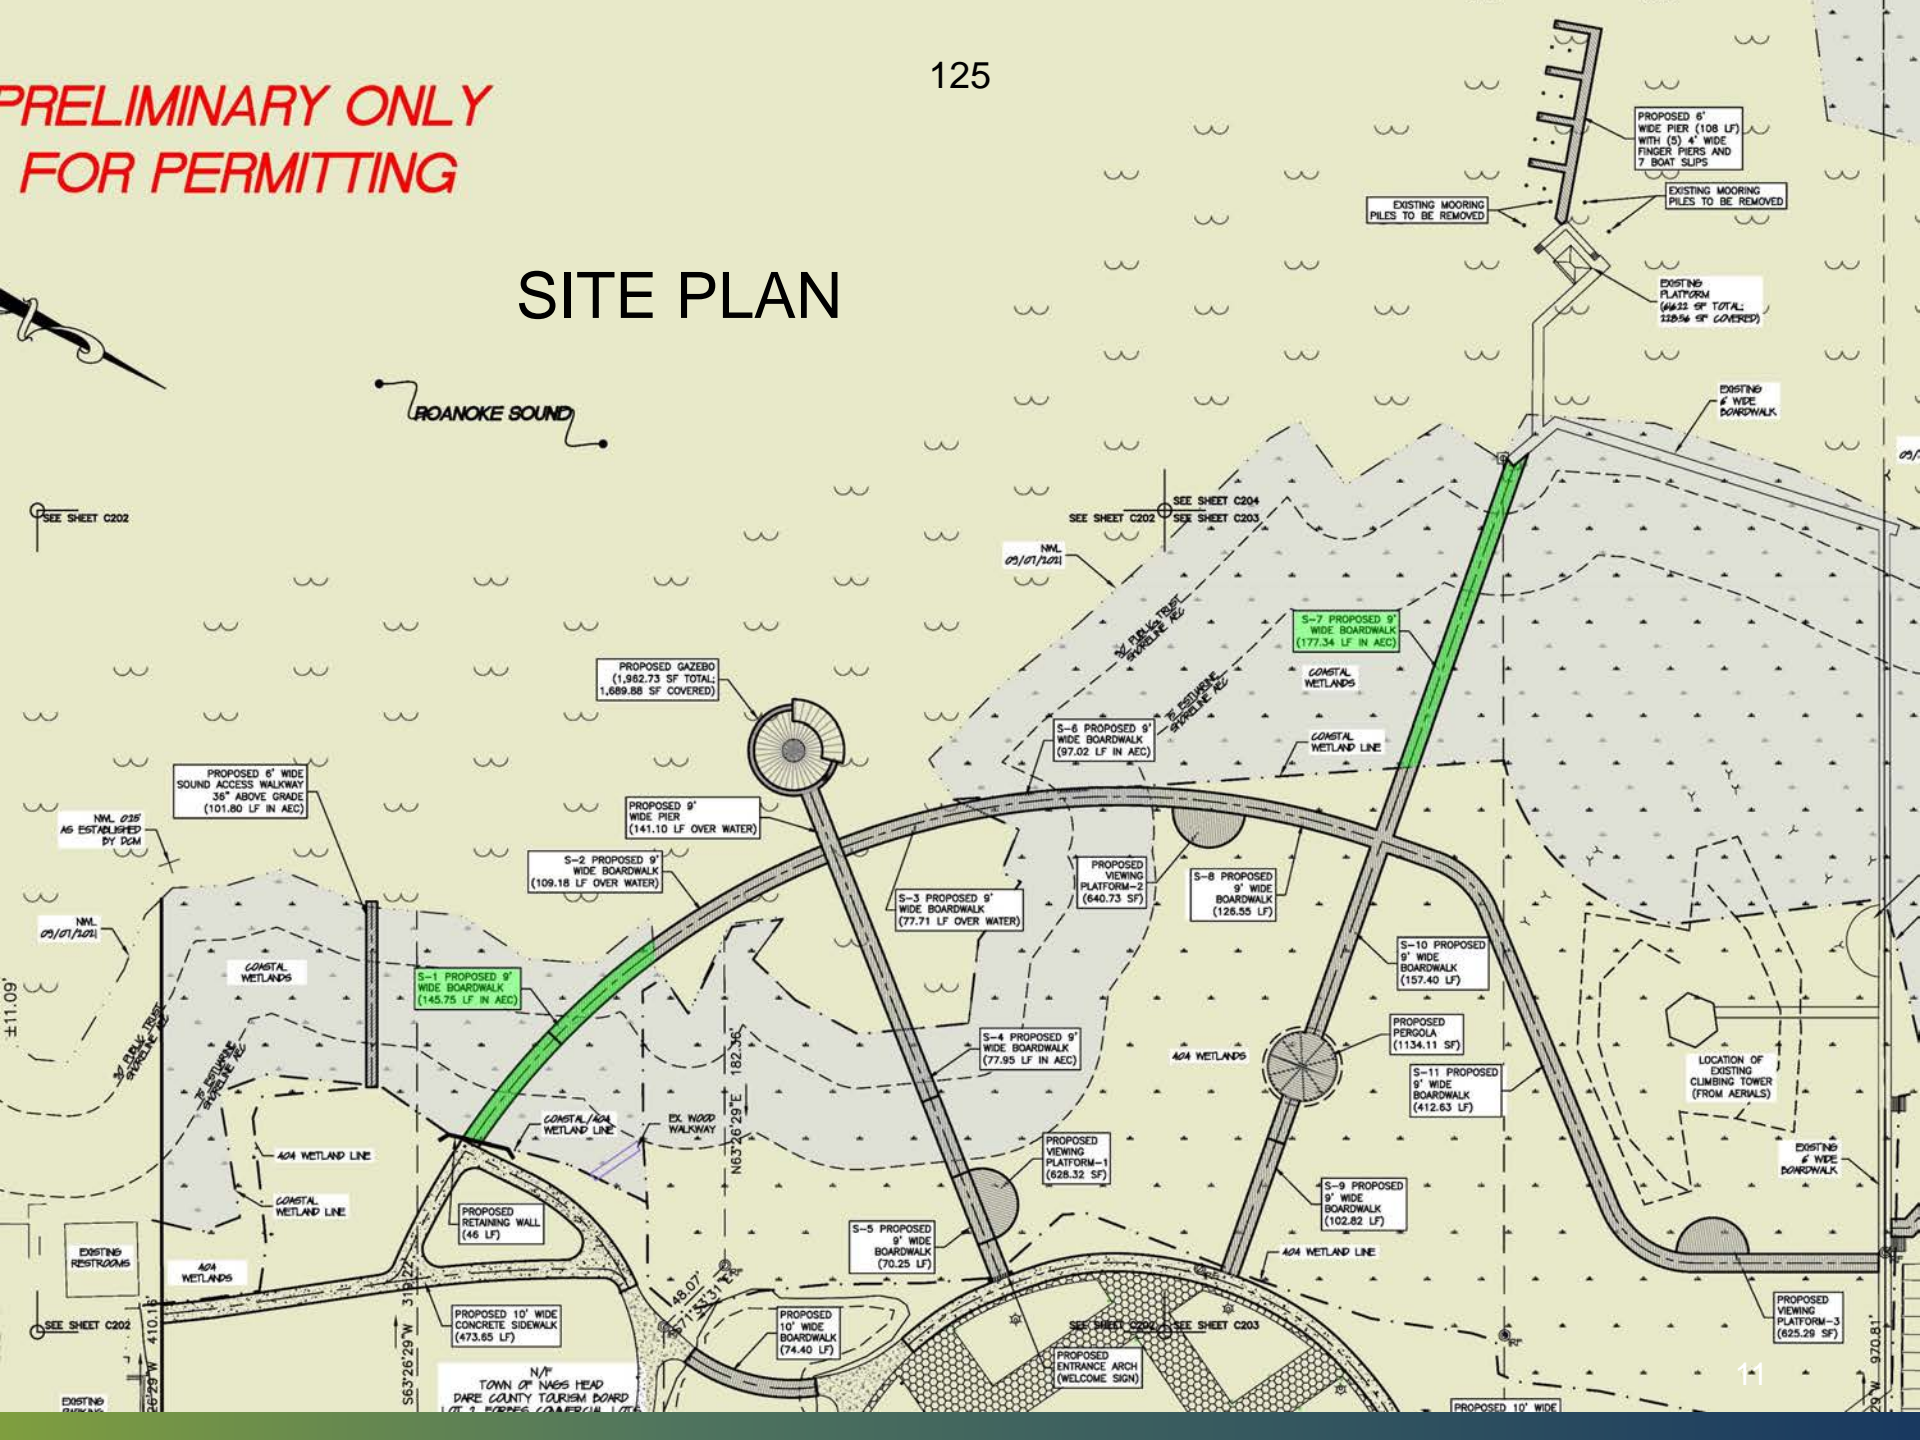 125
PRELIMINARY ONLY
FOR PERMITTING
SITE PLAN
PROPOSED 6'
WIDE PIER (108 LF)
WITH (5) 4' WIDE
FINGER PIERS AND
7 BOAT SLIPS
EXISTING MOORING
PILES TO BE REMOVED
EXISTING MOORING
PILES TO BE REMOVED
EXISTING
PLATFORM
ROANOKE SOUND
EXISTING
6' WIDE
BOARDWALK
SEE SHEET C202
SEE SHEET C204
SEE SHEET C202
SEE SHEET C203
NWL
09/07/2021
30' PUBLIC TRUST
SHORELINE AEC
75' ESTUARINE
SHORELINE AEC
S-7 PROPOSED 9'
WIDE BOARDWALK
(177.34 LF IN AEC)
COASTAL
WETLANDS
PROPOSED GAZEBO
(1,962.73 SF TOTAL;
1,689.88 SF COVERED)
S-6 PROPOSED 9'
WIDE BOARDWALK
(97.02 LF IN AEC)
COASTAL
WETLAND LINE
PROPOSED 6' WIDE
SOUND ACCESS WALKWAY
36" ABOVE GRADE
(101.80 LF IN AEC)
PROPOSED 9'
WIDE PIER
(141.10 LF OVER WATER)
NWL 025'
AS ESTABLISHED
BY DCM
S-2 PROPOSED 9'
WIDE BOARDWALK
(109.18 LF OVER WATER)
PROPOSED
VIEWING
PLATFORM-2
(640.73 SF)
S-8 PROPOSED
9' WIDE
BOARDWALK
(126.55 LF)
S-3 PROPOSED 9'
WIDE BOARDWALK
(77.71 LF OVER WATER)
NWL
09/07/2021
COASTAL
WETLANDS
S-1 PROPOSED 9'
WIDE BOARDWALK
(145.75 LF IN AEC)
S-10 PROPOSED
9' WIDE
BOARDWALK
(157.40 LF)
±11.09'
30' PUBLIC TRUST
SHORELINE AEC
75' ESTUARINE
SHORELINE AEC
S-4 PROPOSED 9'
WIDE BOARDWALK
(77.95 LF IN AEC)
404 WETLANDS
PROPOSED
PERGOLA
(1134.11 SF)
S-11 PROPOSED
9' WIDE
BOARDWALK
(412.63 LF)
LOCATION OF
EXISTING
CLIMBING TOWER
(FROM AERIALS)
COASTAL/404
WETLAND LINE
EX. WOOD
WALKWAY
N63°26'29"E 182.36'
404 WETLAND LINE
PROPOSED
VIEWING
PLATFORM-1
(628.32 SF)
EXISTING
6' WIDE
BOARDWALK
COASTAL
WETLAND LINE
PROPOSED
RETAINING WALL
(46 LF)
S-9 PROPOSED
9' WIDE
BOARDWALK
(102.82 LF)
S-5 PROPOSED
9' WIDE
BOARDWALK
(70.25 LF)
404 WETLAND LINE
EXISTING
RESTROOMS
404
WETLANDS
SEE SHEET C202
PROPOSED 10' WIDE
CONCRETE SIDEWALK
(473.65 LF)
PROPOSED
10' WIDE
BOARDWALK
(74.40 LF)
SEE SHEET C202
SEE SHEET C203
PROPOSED
VIEWING
PLATFORM-3
(625.29 SF)
PROPOSED
ENTRANCE ARCH
(WELCOME SIGN)
N/F
TOWN OF NAGS HEAD
DARE COUNTY TOURISM BOARD
EXISTING
PROPOSED 10' WIDE
11